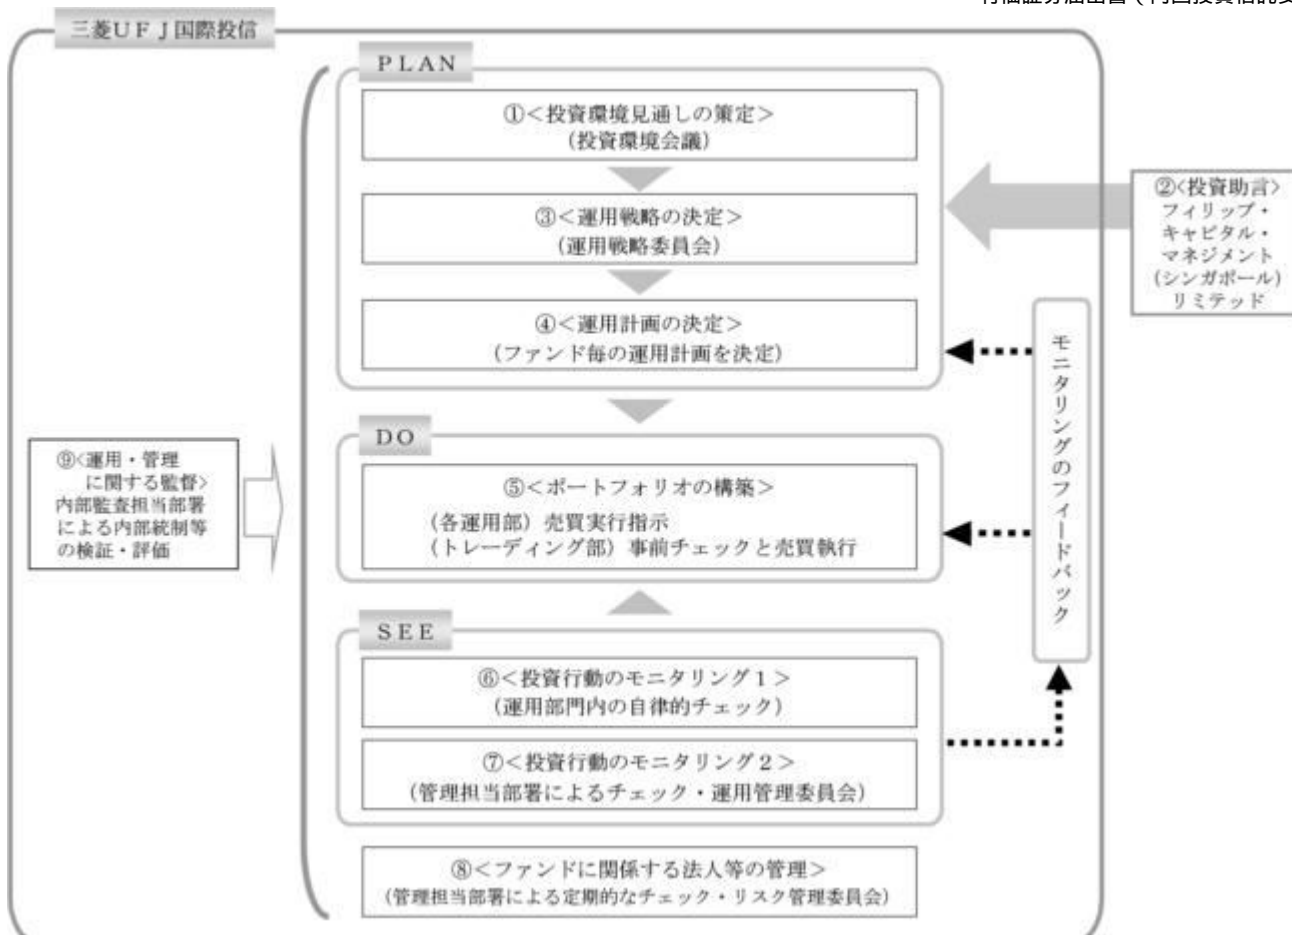 有価証券届出書（内国投資信託受
三菱ＵＦＪ国際投信
ＰＬＡＮ
①＜投資環境見通しの策定＞
（投資環境会議）
③＜運用戦略の決定＞
（運用戦略委員会）
④＜運用計画の決定＞
（ファンド毎の運用計画を決定）
②＜投資助言＞
フィリップ・
キャピタル・
マネジメント
（シンガポール）
リミテッド
モニタリングのフィードバック
ＤＯ
⑤＜ポートフォリオの構築＞
（各運用部）売買実行指示
（トレーディング部）事前チェックと売買執行
⑨＜運用・管理
に関する監督＞
内部監査担当部署
による内部統制等
の検証・評価
ＳＥＥ
⑥＜投資行動のモニタリング１＞
（運用部門内の自律的チェック）
⑦＜投資行動のモニタリング２＞
（管理担当部署によるチェック・運用管理委員会）
⑧＜ファンドに関係する法人等の管理＞
（管理担当部署による定期的なチェック・リスク管理委員会）